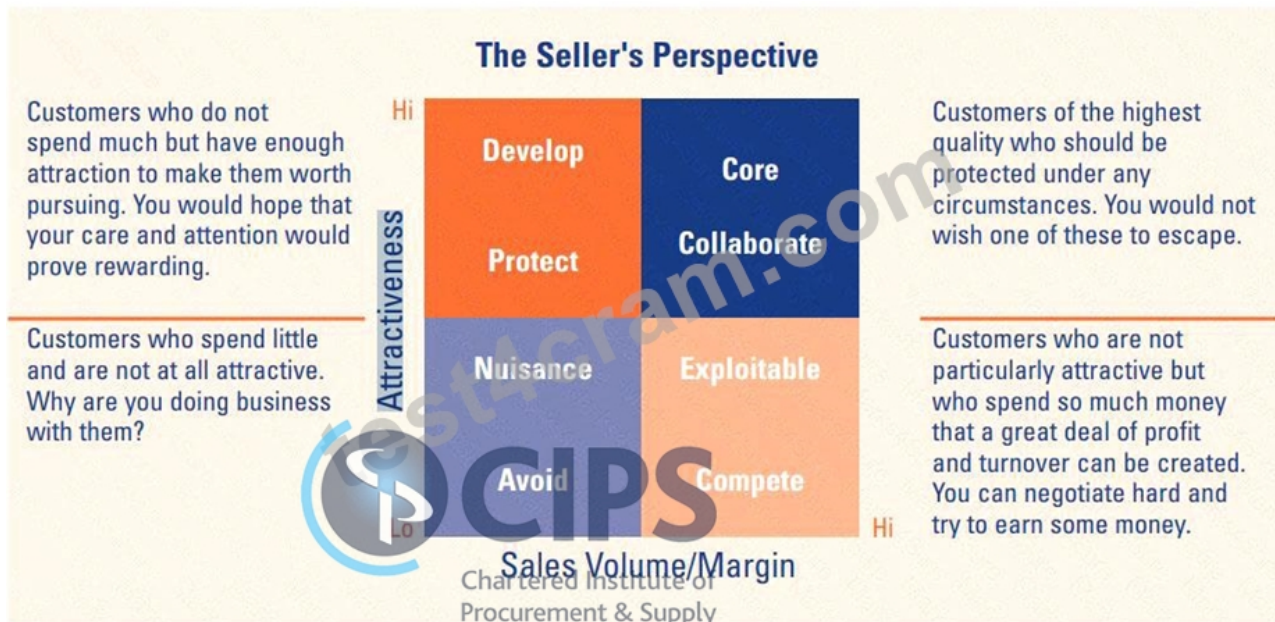 The Seller's Perspective
Customers who do not
spend much but have enough
attraction to make them worth
pursuing. You would hope that
your care and attention would
prove rewarding.
Customers who spend little
and are not at all attractive.
Why are you doing business
with them?
Hi
Attractiveness
Lo
Develop
Protect
Core
Collaborate
Nuisance
Avoid
Exploitable
Compete
Hi
Sales Volume/Margin
Customers of the highest
quality who should be
protected under any
circumstances. You would not
wish one of these to escape.
Customers who are not
particularly attractive but
who spend so much money
that a great deal of profit
and turnover can be created.
You can negotiate hard and
try to earn some money.
test4cram.com
CIPS
Chartered Institute of
Procurement & Supply